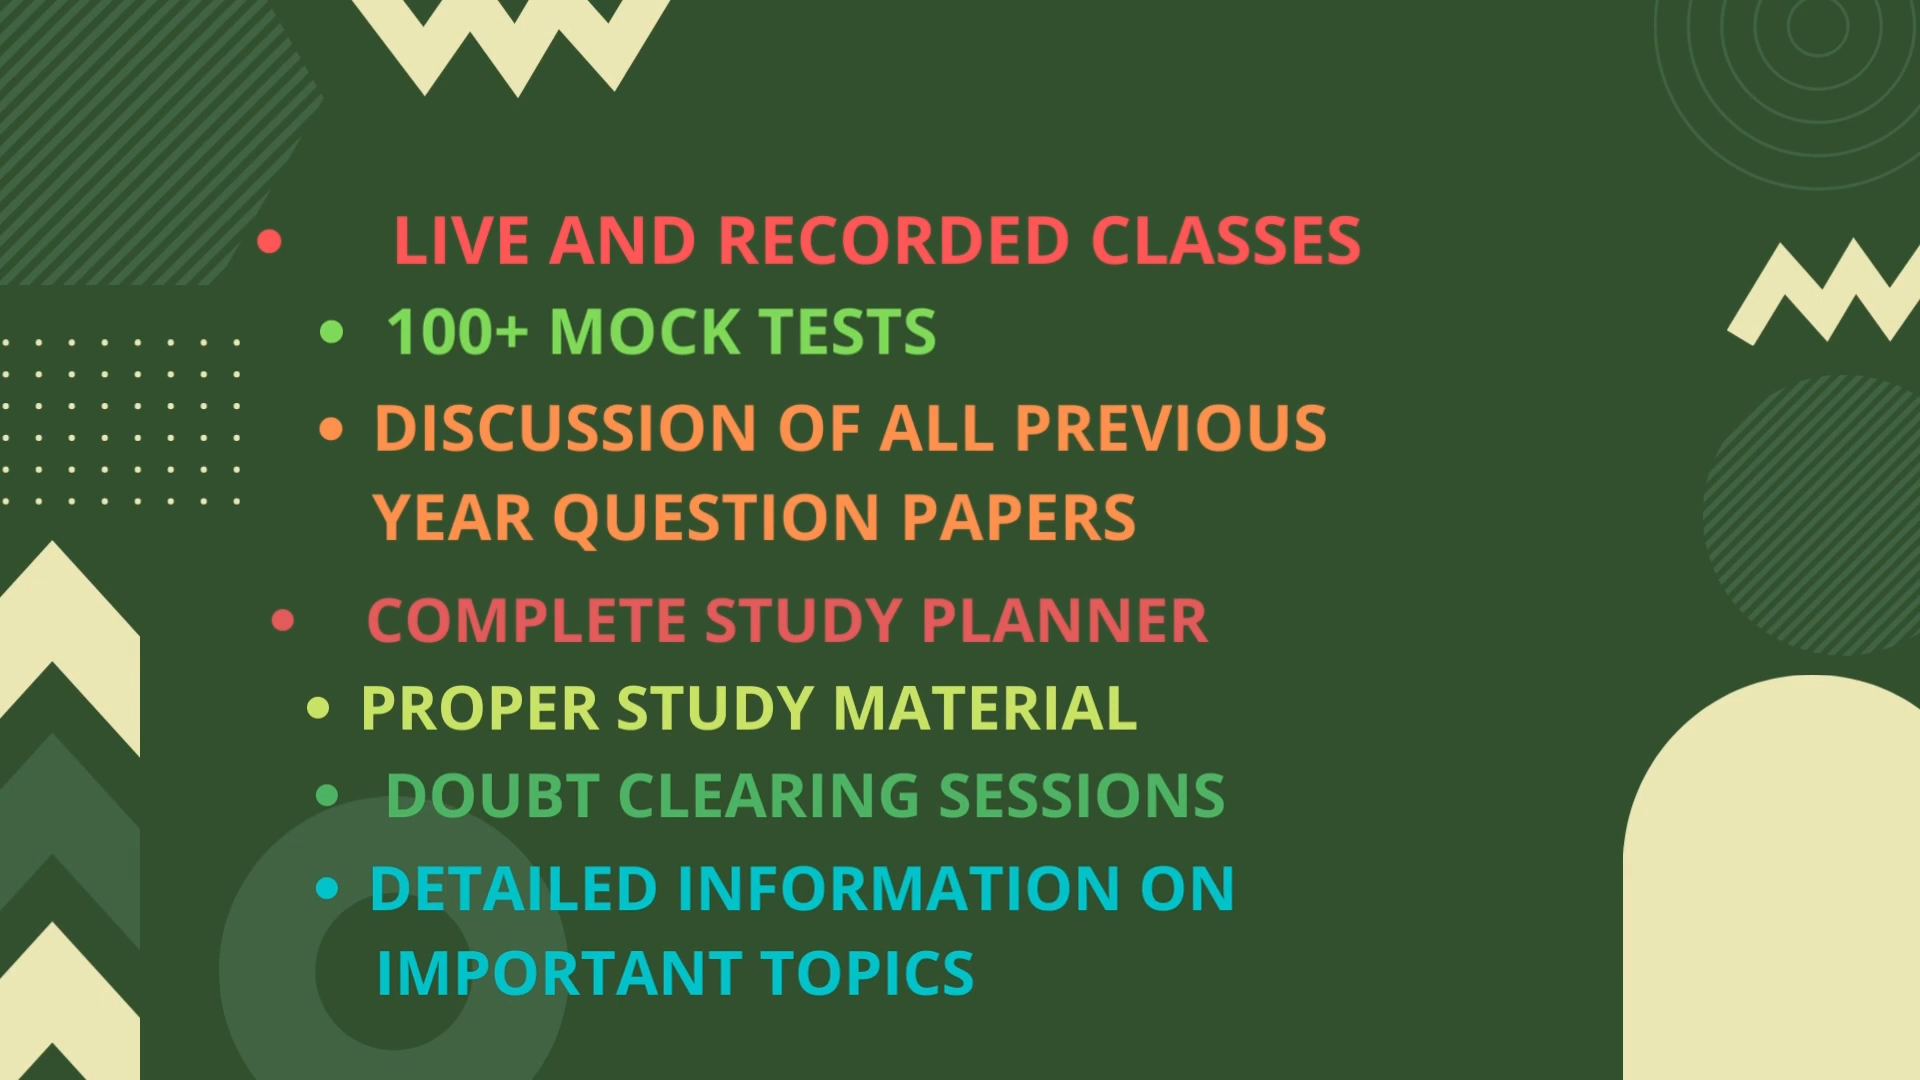 • LIVE AND RECORDED CLASSES
• 100+ MOCK TESTS
• DISCUSSION OF ALL PREVIOUS
YEAR QUESTION PAPERS
• COMPLETE STUDY PLANNER
• PROPER STUDY MATERIAL
• DOUBT CLEARING SESSIONS
• DETAILED INFORMATION ON
IMPORTANT TOPICS